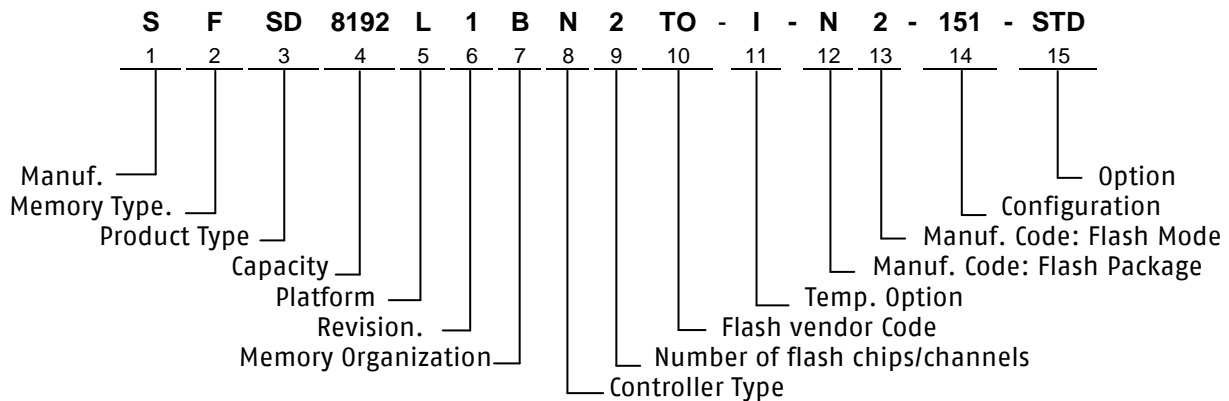 S F SD 8192 L 1 B N 2 TO - I - N 2 - 151 - STD
1 2 3 4 5 6 7 8 9 10 11 12 13 14 15
Manuf. Option
Memory Type. Configuration
Product Type Manuf. Code: Flash Mode
Capacity Manuf. Code: Flash Package
Platform Temp. Option
Revision. Flash vendor Code
Memory Organization Number of flash chips/channels
Controller Type